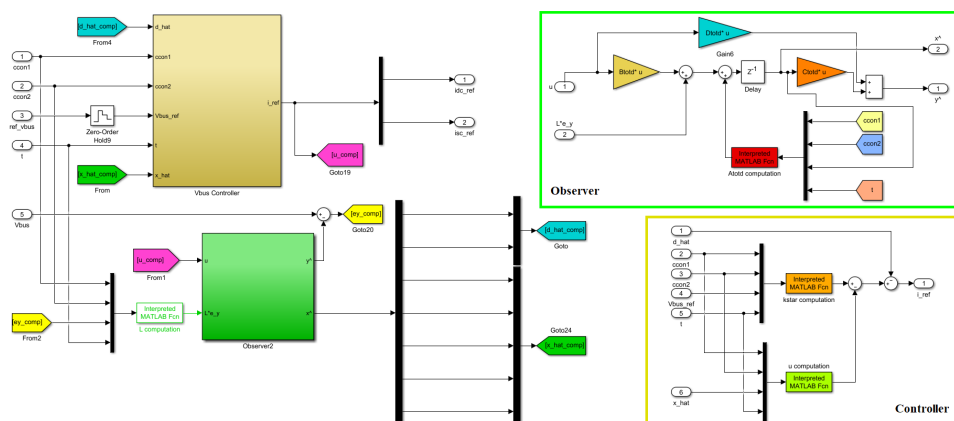 [d_hat_comp]
From4
d_hat
1
ccon1
ccon1
2
ccon2
ccon2
3
ref_vbus
Zero-Order
Hold9
Vbus_ref
i_ref
4
t
t
[x_hat_comp]
From
x_hat
Vbus Controller
[u_comp]
Goto19
1
idc_ref
2
isc_ref
5
Vbus
[ey_comp]
Goto20
[u_comp]
From1
u
y^
L*e_y
x^
Observer2
[ey_comp]
From2
Interpreted
MATLAB Fcn
L computation
[d_hat_comp]
Goto
Goto24
[x_hat_comp]
Dtotd* u
Gain6
Btotd* u
u
1
L*e_y
2
Z-1
Delay
Ctotd* u
x^
2
1
y^
ccon1
ccon2
t
Interpreted
MATLAB Fcn
Atotd computation
Observer
1
d_hat
2
ccon1
3
ccon2
4
Vbus_ref
5
t
6
x_hat
Interpreted
MATLAB Fcn
kstar computation
u computation
Interpreted
MATLAB Fcn
1
i_ref
Controller